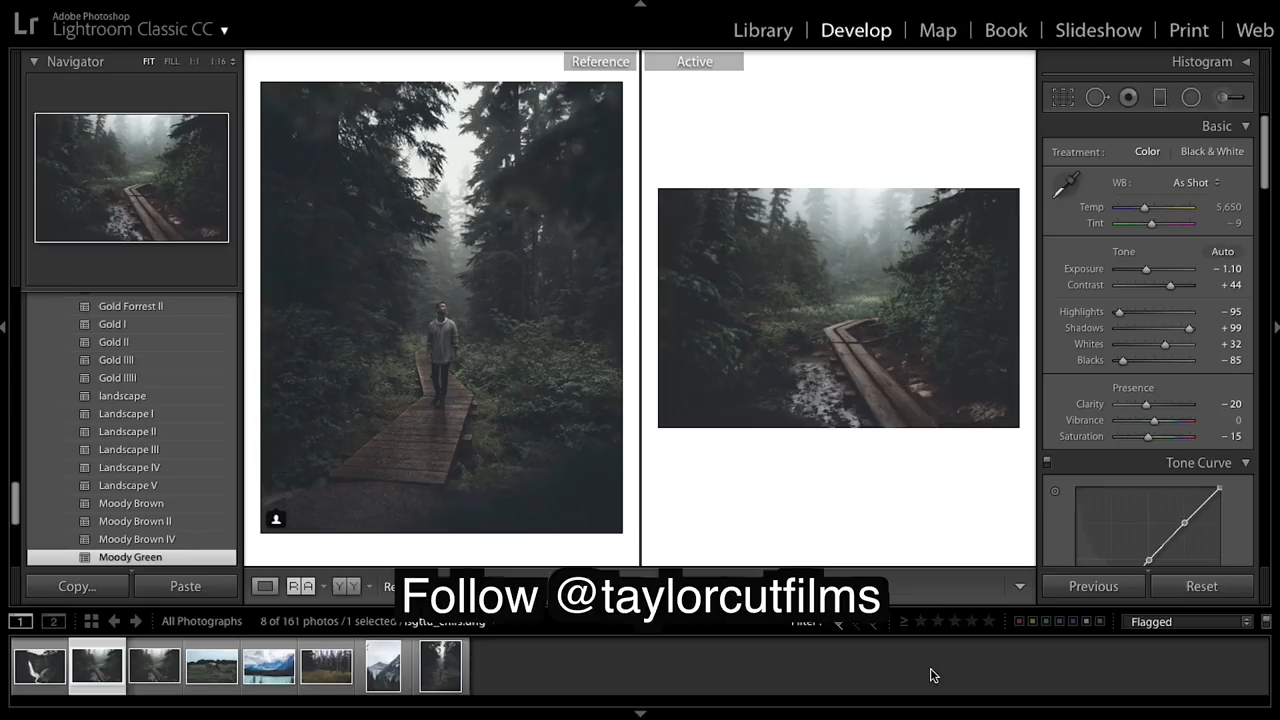 Lr
Adobe Photoshop
Lightroom Classic CC
Library | Develop | Map | Book | Slideshow | Print | Web
Navigator FIT FILL 1:1 1:16
Reference
Active
Histogram
Basic
Treatment : Color Black & White
WB : As Shot
Temp 5,650
Tint – 9
Tone Auto
Exposure – 1.10
Contrast + 44
Highlights – 95
Shadows + 99
Whites + 32
Blacks – 85
Presence
Clarity – 20
Vibrance 0
Saturation – 15
Tone Curve
Gold Forrest II
Gold I
Gold II
Gold IIII
Gold IIIII
landscape
Landscape I
Landscape II
Landscape III
Landscape IV
Landscape V
Moody Brown
Moody Brown II
Moody Brown IV
Moody Green
Copy... Paste
R A Y Y
Previous Reset
Follow @taylorcutfilms
1 2 All Photographs 8 of 161 photos /1 selected
≥ Flagged